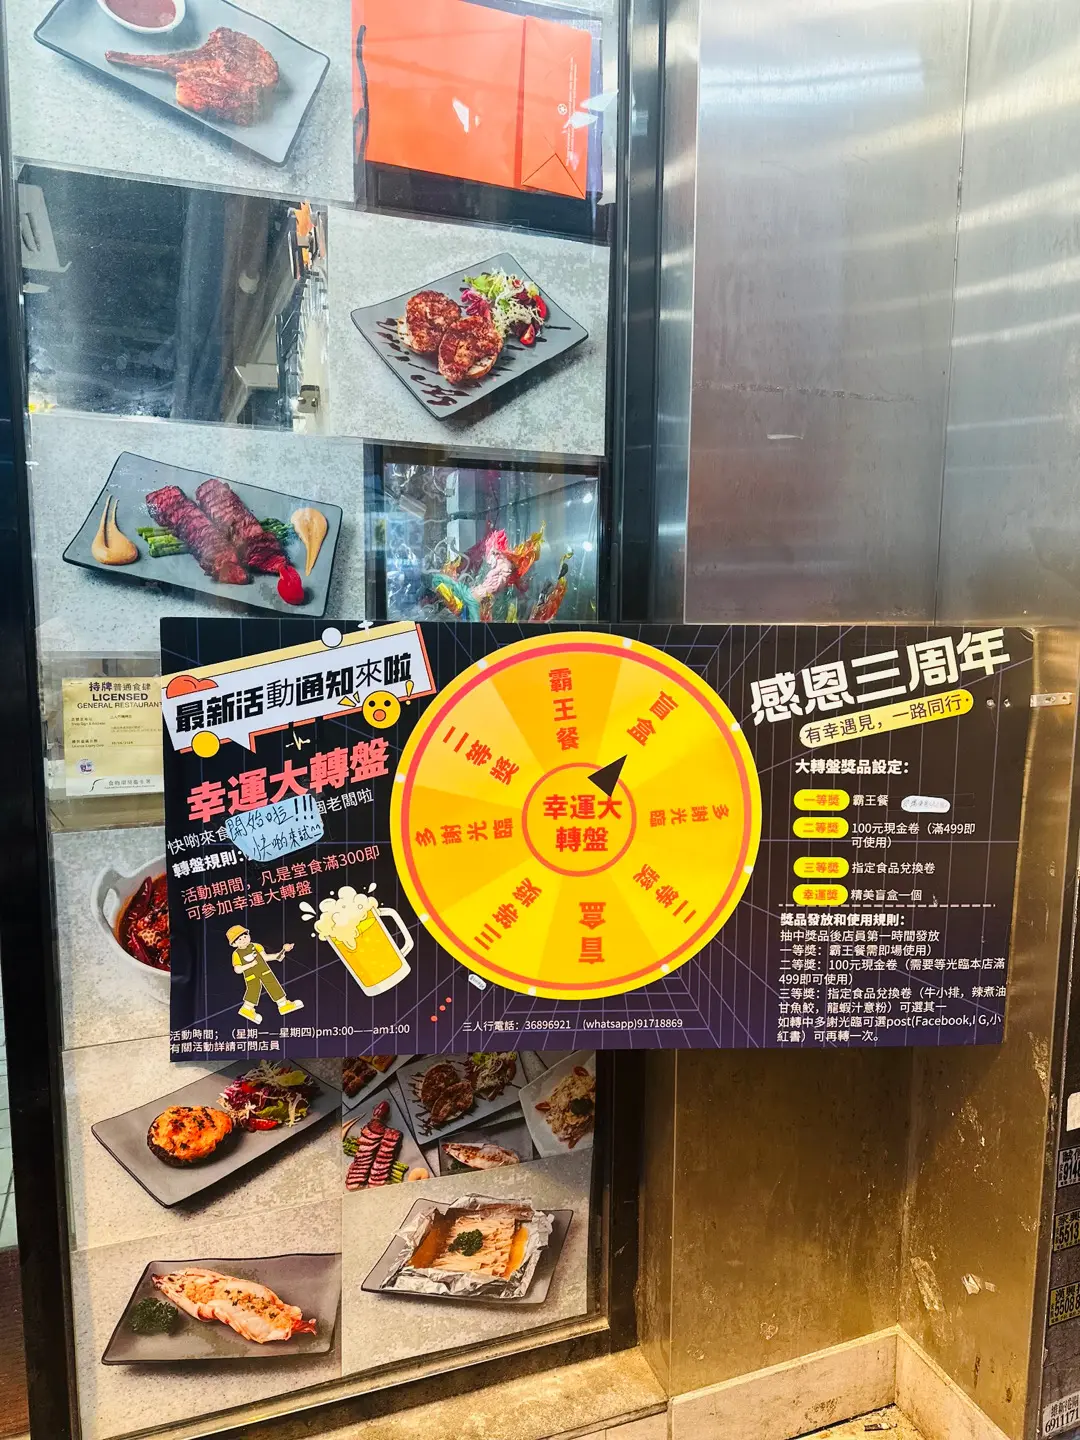 持牌普通食肆
LICENSED
GENERAL RESTAURANT
最新活動通知來啦
幸運大轉盤
快啲來食
個老闆啦
開始啦!!!
快啲來試
轉盤規則：
活動期間，凡是堂食滿300即
可參加幸運大轉盤
活動時間；（星期一—星期四)pm3:00——am1:00
有關活動詳請可問店員
霸王餐
盲盒
多謝光臨
二等獎
盲盒
三等獎
多謝光臨
二等獎
幸運大
轉盤
三人行電話：36896921 (whatsapp)91718869
感恩三周年
有幸遇見，一路同行
大轉盤獎品設定：
一等獎 霸王餐
二等獎 100元現金卷（滿499即
可使用）
三等獎 指定食品兌換卷
幸運獎 精美盲盒一個
獎品發放和使用規則：
抽中獎品後店員第一時間發放
一等獎：霸王餐需即場使用）
二等獎：100元現金卷（需要等光臨本店滿
499即可使用）
三等獎：指定食品兌換卷（牛小排，辣煮油
甘魚鮫，龍蝦汁意粉）可選其一
如轉中多謝光臨可選post(Facebook,I G,小
紅書）可再轉一次。